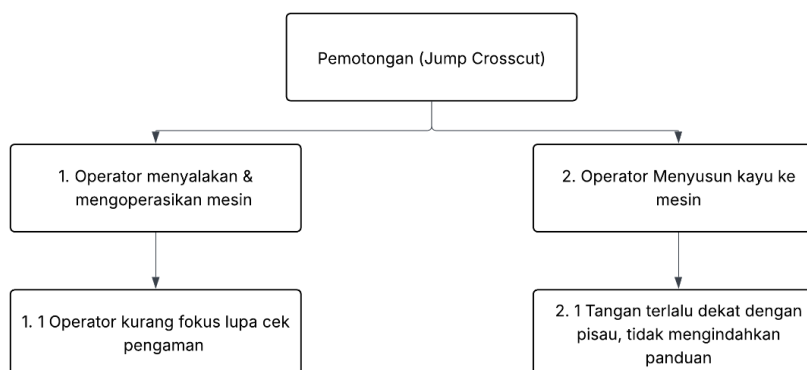 Pemotongan (Jump Crosscut)
1. Operator menyalakan &
mengoperasikan mesin
2. Operator Menyusun kayu ke
mesin
1. 1 Operator kurang fokus lupa cek
pengaman
2. 1 Tangan terlalu dekat dengan
pisau, tidak mengindahkan
panduan